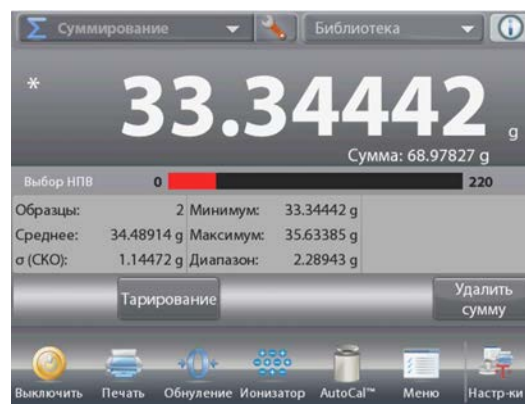 Σ Суммирование Библиотека
* 33.34442 g
Сумма: 68.97827 g
Выбор НПВ 0 220
Образцы: 2 Минимум: 33.34442 g
Среднее: 34.48914 g Максимум: 35.63385 g
σ (СКО): 1.14472 g Диапазон: 2.28943 g
Тарирование Удалить
сумму
Выключить Печать Обнуление Ионизатор AutoCal™ Меню Настр-ки